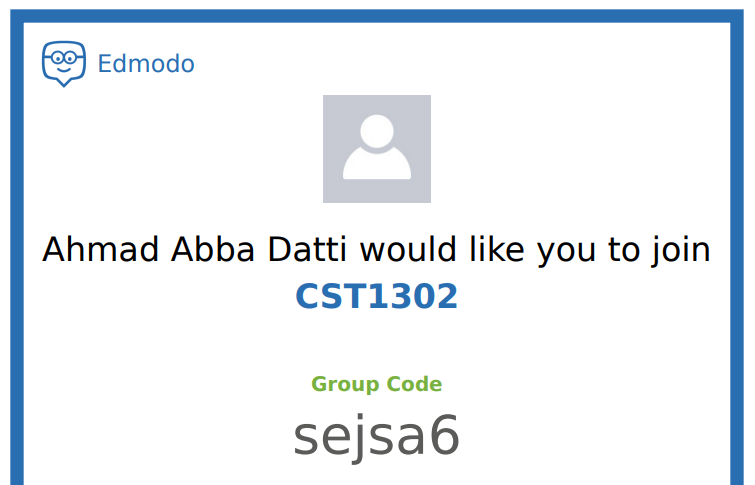 Edmodo
Ahmad Abba Datti would like you to join
CST1302
Group Code
sejsa6